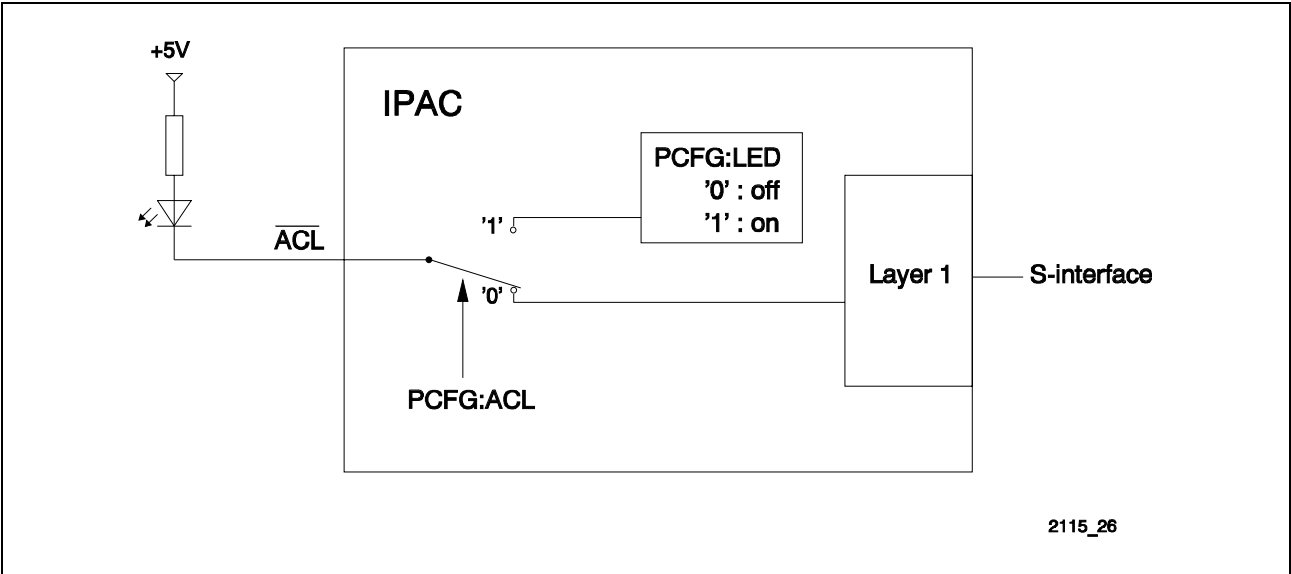 +5V
IPAC
PCFG:LED
'0' : off
'1' : on
'1'
ACL
'0'
Layer 1
S-interface
PCFG:ACL
2115_26